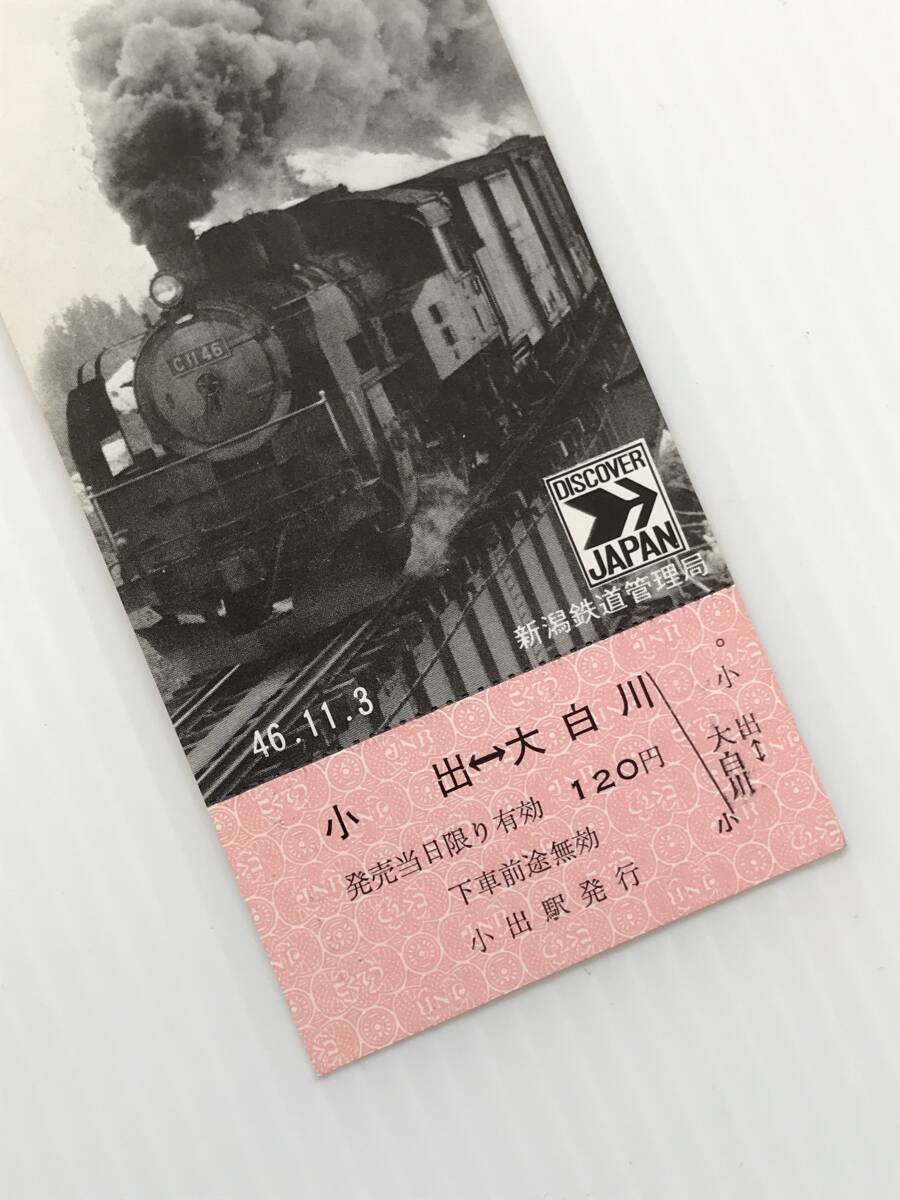 C11 46
DISCOVER
JAPAN
新潟鉄道管理局
46.11.3
小 出↔大白川
120円
発売当日限り有効
下車前途無効
小出駅発行
小
出↔
大白川
小